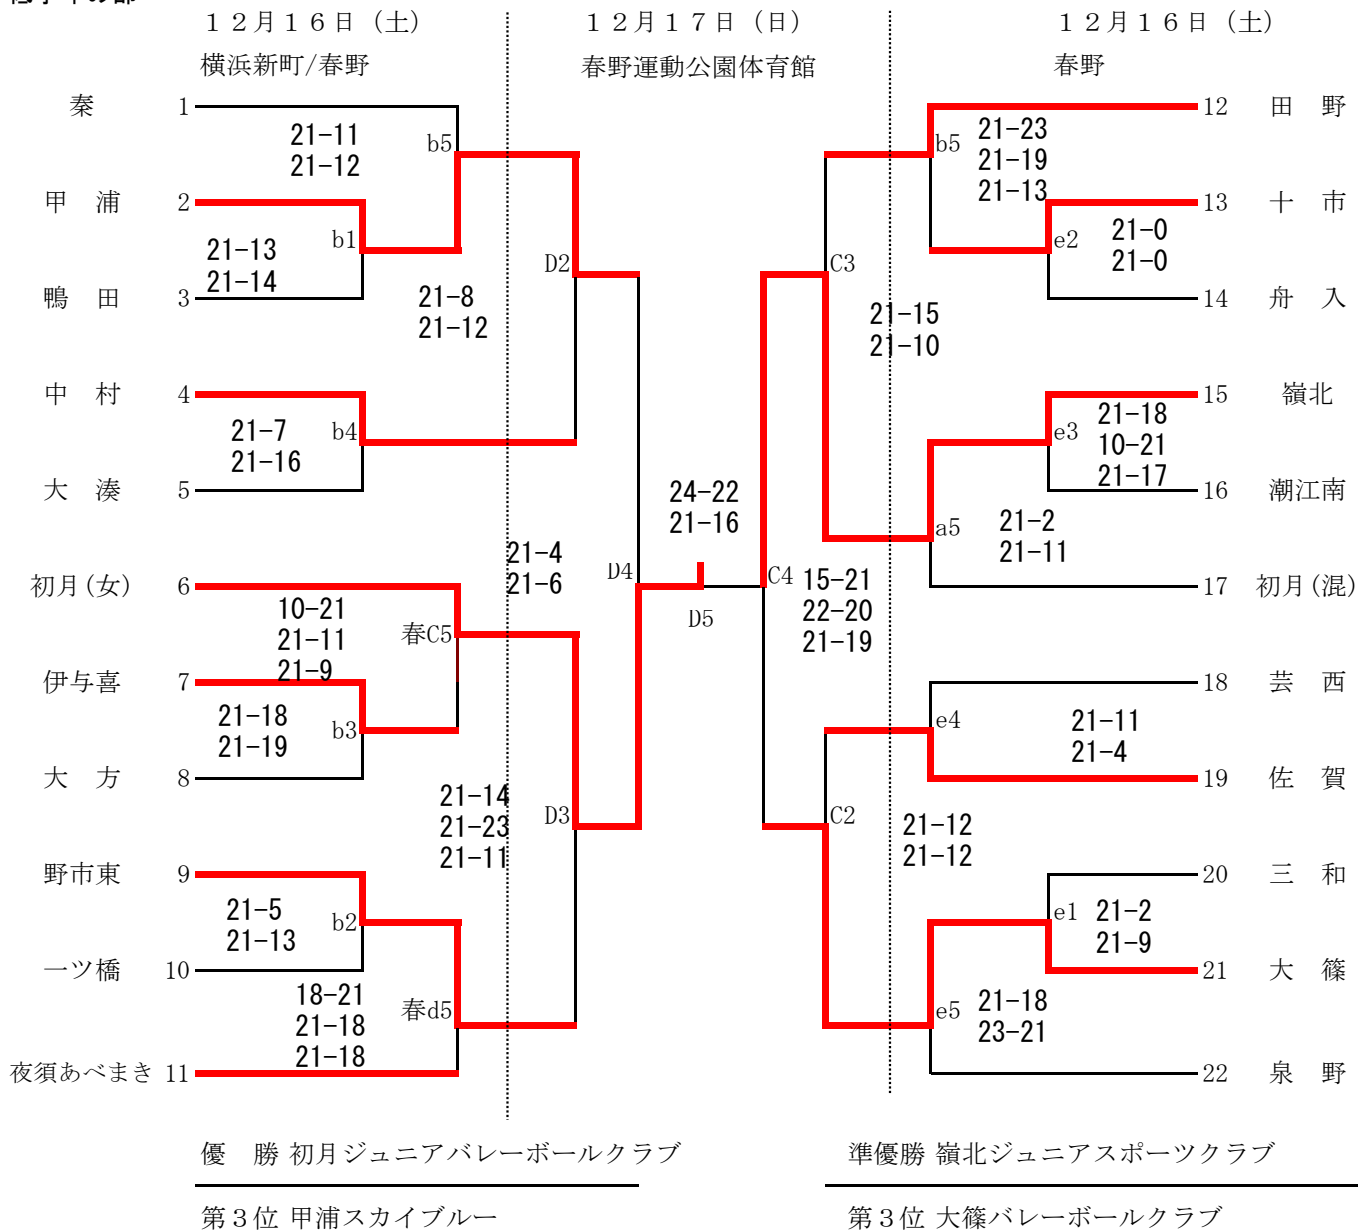 １２月１６日（土）
１２月１７日（日）
１２月１６日（土）
横浜新町/春野
春野運動公園体育館
春野
秦 1
21-11
21-12
b5
甲　浦 2
b1
21-13
21-14
鴨　田 3
21-8
21-12
D2
中　村 4
21-7
21-16
b4
大　湊 5
21-4
21-6
D4
初月(女) 6
10-21
21-11
21-9
春C5
伊与喜 7
21-18
21-19
b3
大　方 8
21-14
21-23
21-11
D3
野市東 9
21-5
21-13
b2
一ツ橋 10
18-21
21-18
21-18
春d5
夜須あべまき 11
24-22
21-16
D5
12 田　野
b5
21-23
21-19
21-13
13 十　市
e2
21-0
21-0
14 舟　入
C3
21-15
21-10
15 嶺北
e3
21-18
10-21
21-17
16 潮江南
a5
21-2
21-11
17 初月(混)
C4
15-21
22-20
21-19
18 芸　西
e4
21-11
21-4
19 佐　賀
C2
21-12
21-12
20 三　和
e1
21-2
21-9
21 大　篠
e5
21-18
23-21
22 泉　野
優　勝 初月ジュニアバレーボールクラブ
準優勝 嶺北ジュニアスポーツクラブ
第３位 甲浦スカイブルー
第３位 大篠バレーボールクラブ